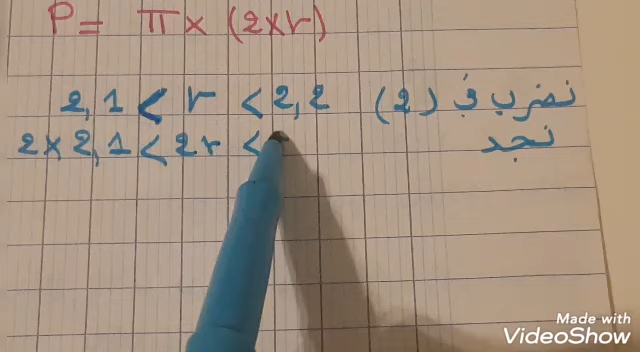 P = π × (2×r)
2,1 < r < 2,2 نضرب في (2)
2 × 2,1 < 2r < نجد
Made with
VideoShow